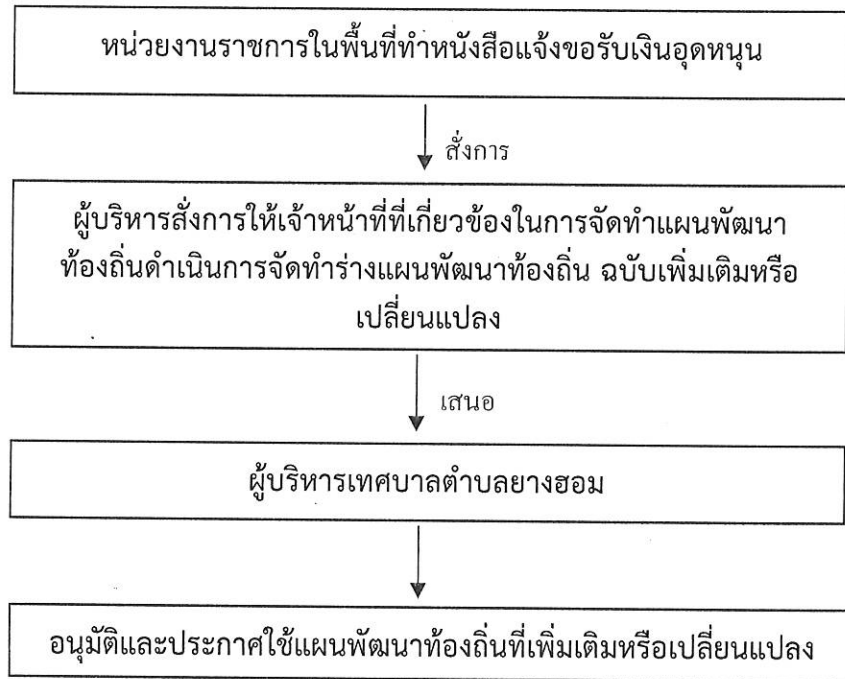 หน่วยงานราชการในพื้นที่ทำหนังสือแจ้งขอรับเงินอุดหนุน
สั่งการ
ผู้บริหารสั่งการให้เจ้าหน้าที่ที่เกี่ยวข้องในการจัดทำแผนพัฒนา
ท้องถิ่นดำเนินการจัดทำร่างแผนพัฒนาท้องถิ่น ฉบับเพิ่มเติมหรือ
เปลี่ยนแปลง
เสนอ
ผู้บริหารเทศบาลตำบลยางฮอม
อนุมัติและประกาศใช้แผนพัฒนาท้องถิ่นที่เพิ่มเติมหรือเปลี่ยนแปลง